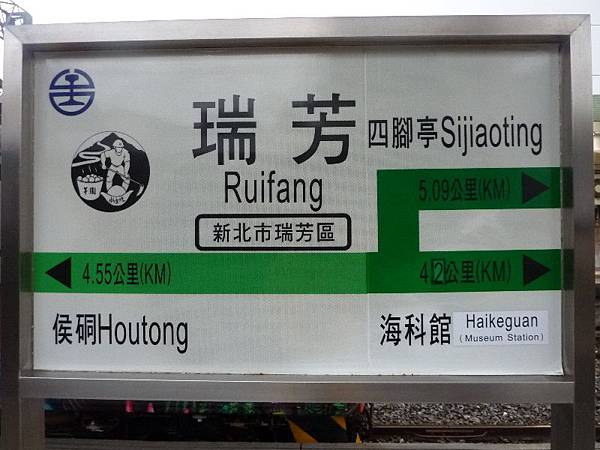 瑞芳
Ruifang
新北市瑞芳區
四腳亭Sijiaoting
5.09公里(KM)
4.55公里(KM)
4.2公里(KM)
侯硐Houtong
海科館
Haikeguan
(Museum Station)